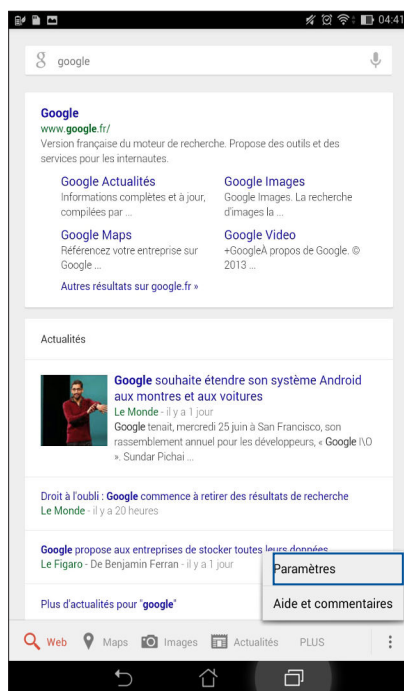 04:41
google
Google
www.google.fr/
Version française du moteur de recherche. Propose des outils et des
services pour les internautes.
Google Actualités
Informations complètes et à jour,
compilées par ...
Google Images
Google Images. La recherche
d'images la ...
Google Maps
Référencez votre entreprise sur
Google ...
Google Video
+GoogleÀ propos de Google. ©
2013 ...
Autres résultats sur google.fr »
Actualités
Google souhaite étendre son système Android
aux montres et aux voitures
Le Monde - il y a 1 jour
Google tenait, mercredi 25 juin à San Francisco, son
rassemblement annuel pour les développeurs, « Google I\O
». Sundar Pichai ...
Droit à l'oubli : Google commence à retirer des résultats de recherche
Le Monde - il y a 20 heures
Google propose aux entreprises de stocker toutes leurs données
Le Figaro - De Benjamin Ferran - il y a 1 jour
Paramètres
Plus d'actualités pour "google"
Aide et commentaires
Web Maps Images Actualités PLUS